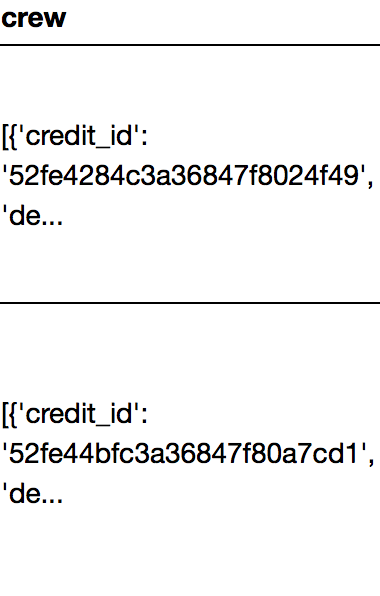 crew
[{'credit_id':
'52fe4284c3a36847f8024f49',
'de...
[{'credit_id':
'52fe44bfc3a36847f80a7cd1',
'de...